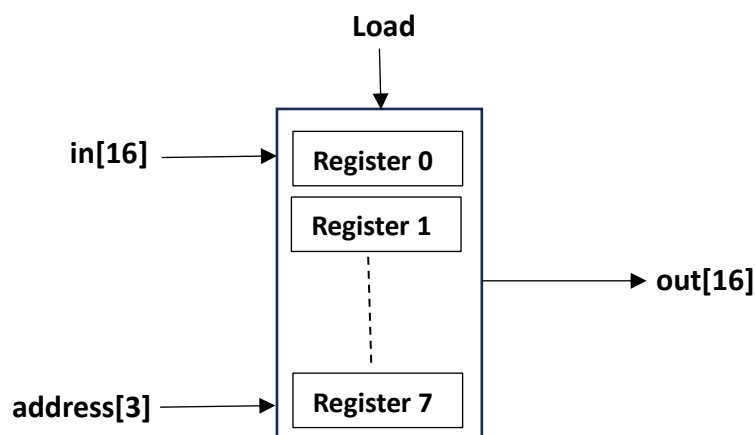 Load
in[16]
Register 0
Register 1
out[16]
address[3]
Register 7